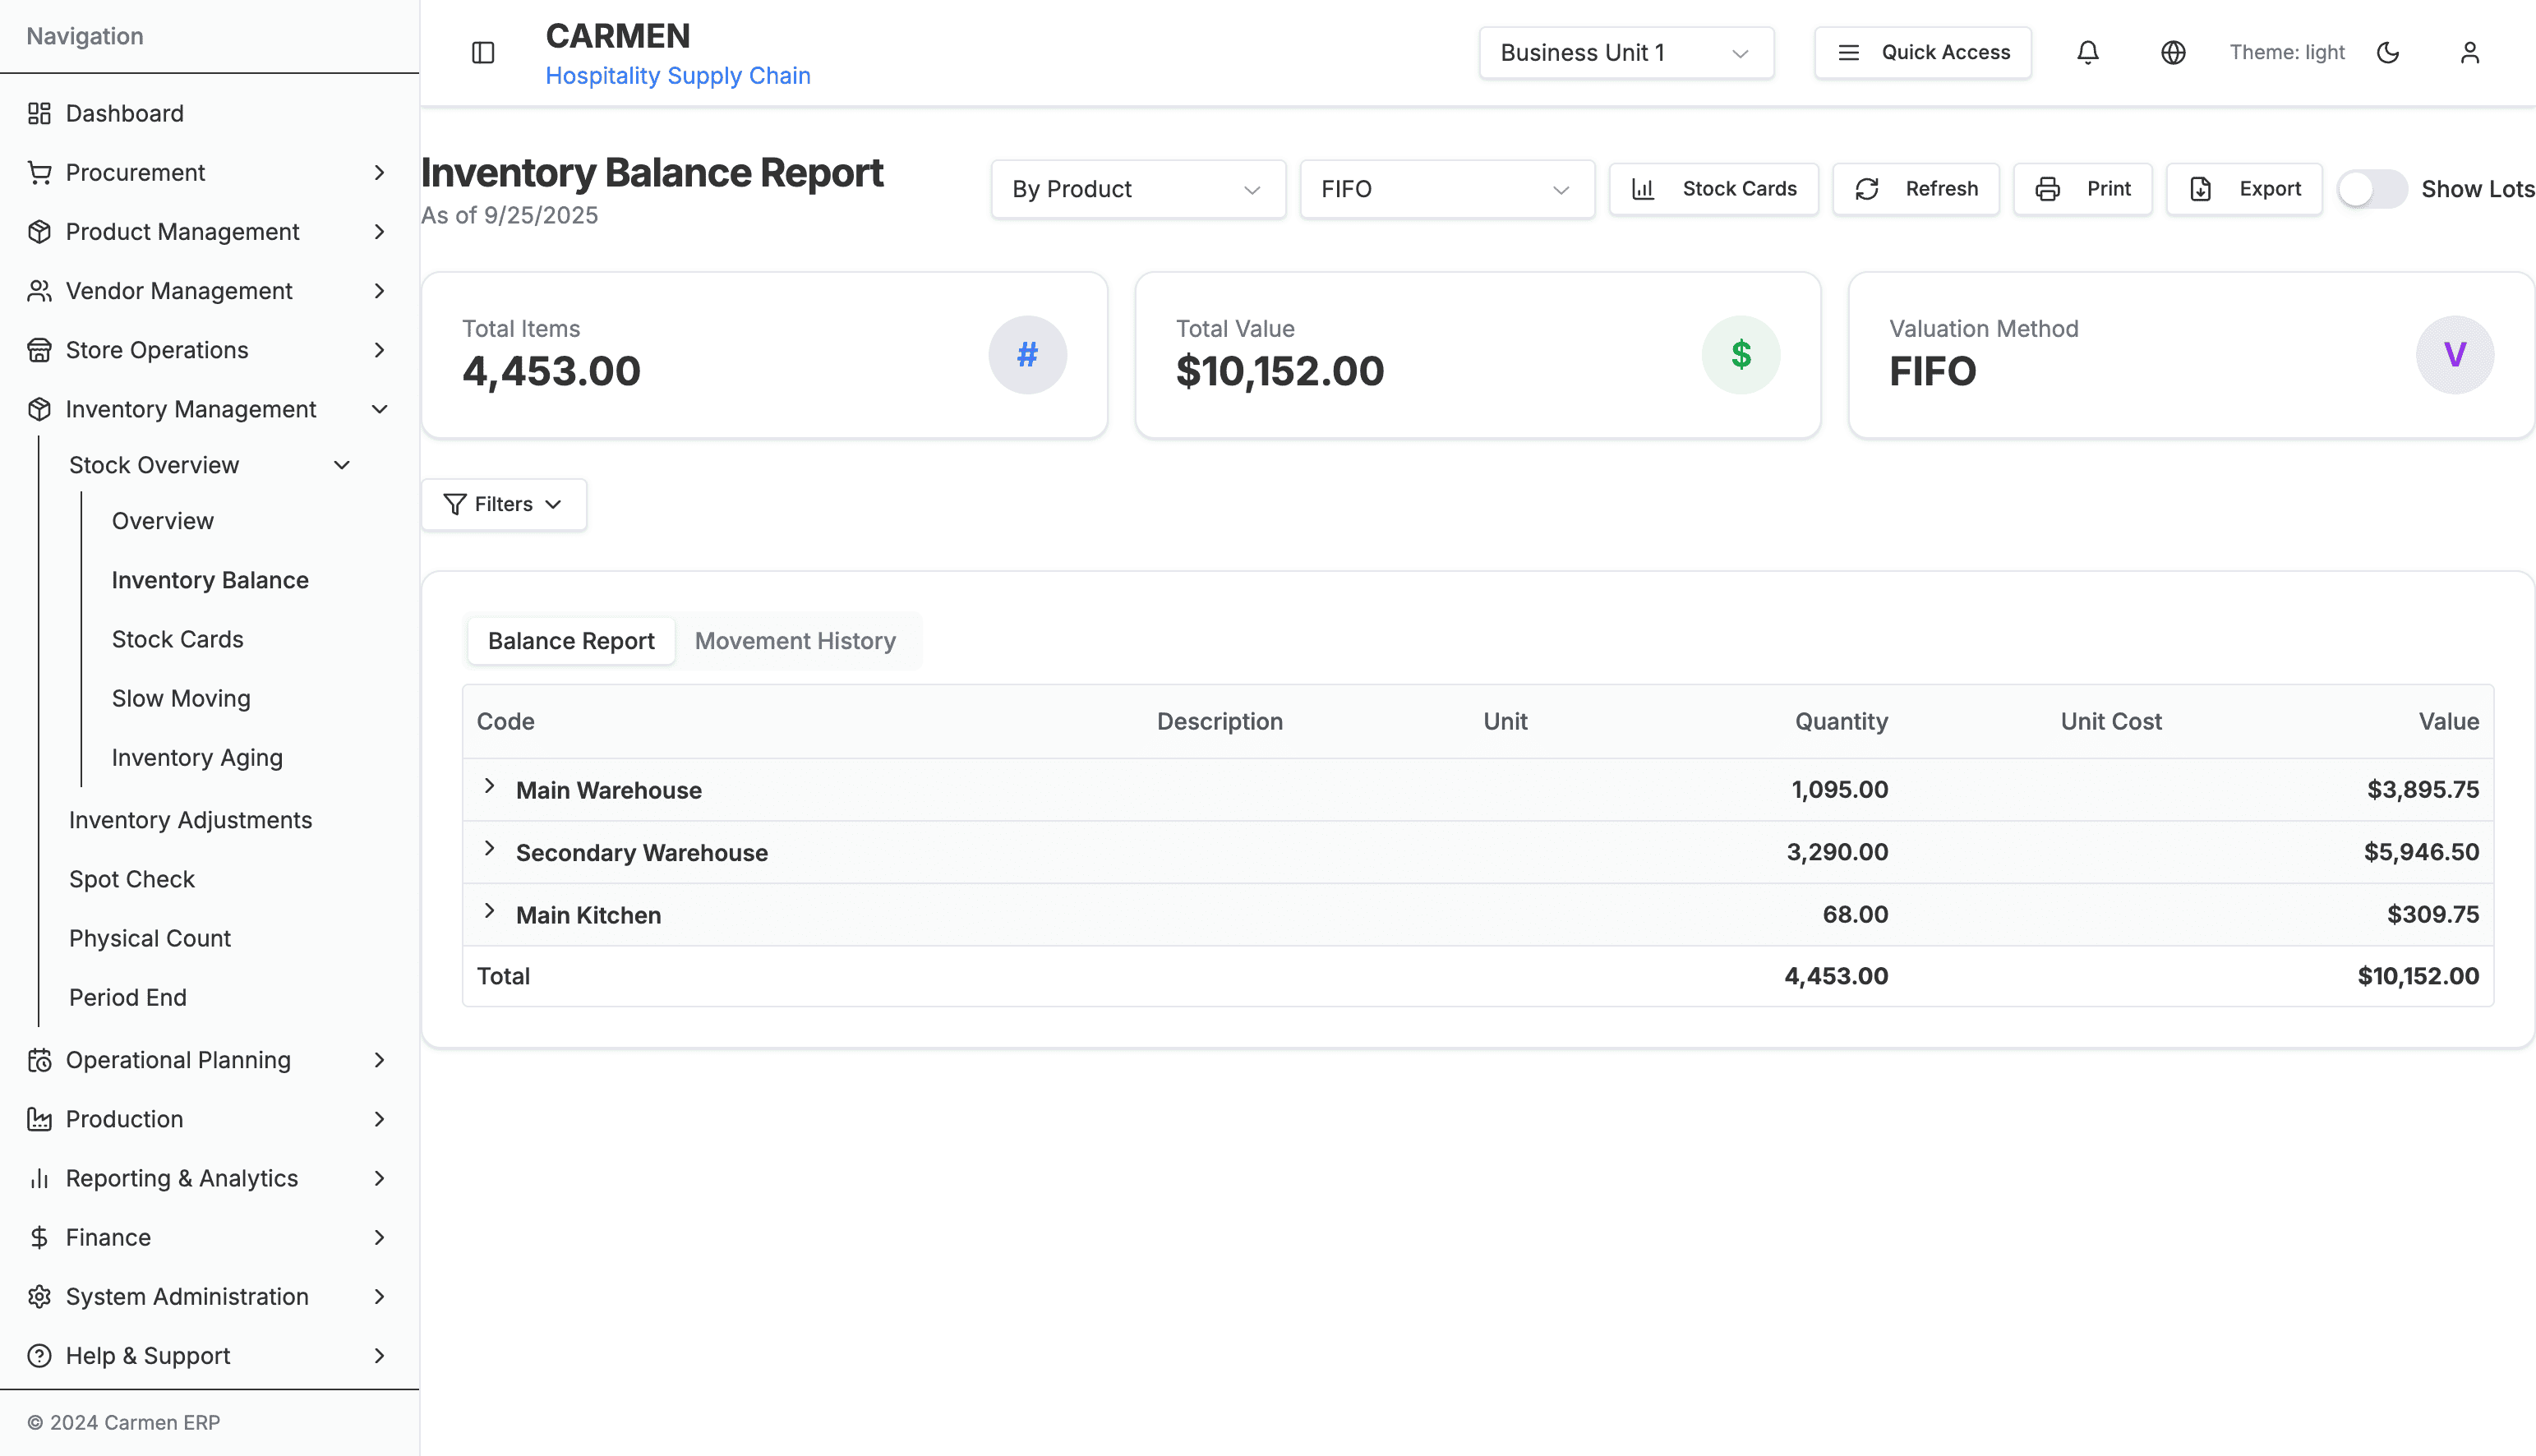 Navigation
Dashboard
Procurement
Product Management
Vendor Management
Store Operations
Inventory Management
Stock Overview
Overview
Inventory Balance
Stock Cards
Slow Moving
Inventory Aging
Inventory Adjustments
Spot Check
Physical Count
Period End
Operational Planning
Production
Reporting & Analytics
Finance
System Administration
Help & Support
© 2024 Carmen ERP
CARMEN
Hospitality Supply Chain
Business Unit 1
Quick Access
Theme: light
Inventory Balance Report
As of 9/25/2025
By Product
FIFO
Stock Cards
Refresh
Print
Export
Show Lots
Total Items
4,453.00
#
Total Value
$10,152.00
$
Valuation Method
FIFO
V
Filters
Balance Report Movement History
Code Description Unit Quantity Unit Cost Value
Main Warehouse 1,095.00 $3,895.75
Secondary Warehouse 3,290.00 $5,946.50
Main Kitchen 68.00 $309.75
Total 4,453.00 $10,152.00